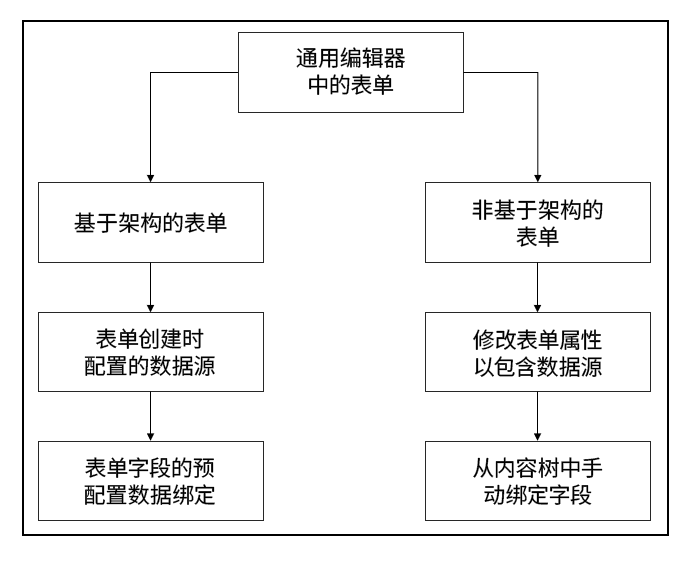 通用编辑器
中的表单
基于架构的表单
非基于架构的
表单
表单创建时
配置的数据源
修改表单属性
以包含数据源
表单字段的预
配置数据绑定
从内容树中手
动绑定字段